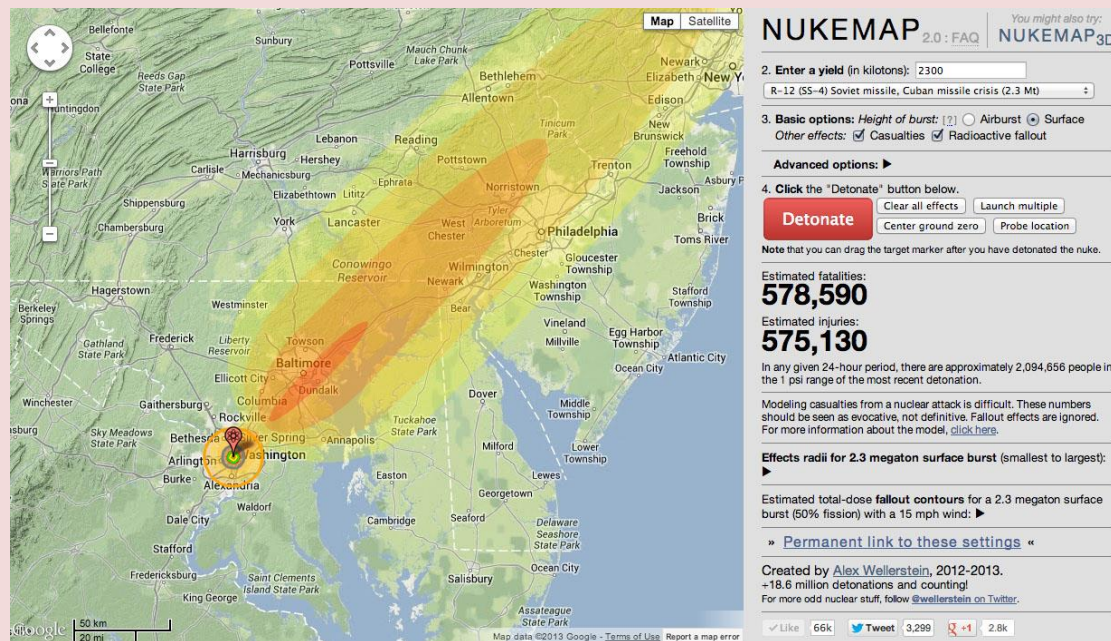 Bellefonte
State
College
Sunbury
Reeds Gap
State Park
Pottsville
Mauch Chunk
Lake Park
Bethlehem
Allentown
Newark
Elizabeth
New Y
Edison
New
Brunswick
Tinicum
Park
ona
Huntingdon
Warriors Path
State Park
Lebanon
Reading
Harrisburg
Hershey
Carlisle
Mechanicsburg
Pottstown
Trenton
Freehold
Township
Asbury P
Jackson
Norristown
Ephrata
Elizabethtown
Lititz
Shippensburg
York
Lancaster
Tyler
Arboretum
West
Chester
Philadelphia
Brick
Toms River
Chambersburg
Chester
Gloucester
Township
Conowingo
Reservoir
Wilmington
Newark
Washington
Township
Stafford
Township
Hagerstown
Westminster
Bear
Berkeley
Springs
Vineland
Millville
Egg Harbor
Township
Gathland
State Park
Frederick
Liberty
Reservoir
Towson
Baltimore
Atlantic City
Ocean City
Ellicott City
Dundalk
Columbia
Dover
Winchester
Gaithersburg
Rockville
Middle
Township
Sky Meadows
State Park
Bethesda
Silver Spring
Annapolis
Tuckahoe
State Park
Milford
Lower
Township
sburg
Arlington
Washington
Burke
Alexandria
Easton
Lewes
Georgetown
Waldorf
Dale City
Cambridge
Seaford
Delaware
Seashore
State Park
Stafford
Ocean City
Fredericksburg
Saint Clements
Island State Park
Salisbury
King George
Assateague
State Park
50 km
20 mi
Google
Map data ©2013 Google - Terms of Use Report a map error
Map Satellite
NUKEMAP 2.0 : FAQ
You might also try:
NUKEMAP3D
2. Enter a yield (in kilotons): 2300
R-12 (SS-4) Soviet missile, Cuban missile crisis (2.3 Mt)
3. Basic options: Height of burst: [?] Airburst Surface
Other effects: Casualties Radioactive fallout
Advanced options: ▶
4. Click the "Detonate" button below.
Detonate
Clear all effects Launch multiple
Center ground zero Probe location
Note that you can drag the target marker after you have detonated the nuke.
Estimated fatalities:
578,590
Estimated injuries:
575,130
In any given 24-hour period, there are approximately 2,094,656 people in
the 1 psi range of the most recent detonation.
Modeling casualties from a nuclear attack is difficult. These numbers
should be seen as evocative, not definitive. Fallout effects are ignored.
For more information about the model, click here.
Effects radii for 2.3 megaton surface burst (smallest to largest):
▶
Estimated total-dose fallout contours for a 2.3 megaton surface
burst (50% fission) with a 15 mph wind: ▶
» Permanent link to these settings «
Created by Alex Wellerstein, 2012-2013.
+18.6 million detonations and counting!
For more odd nuclear stuff, follow @wellerstein on Twitter.
Like 66k Tweet 3,299 +1 2.8k